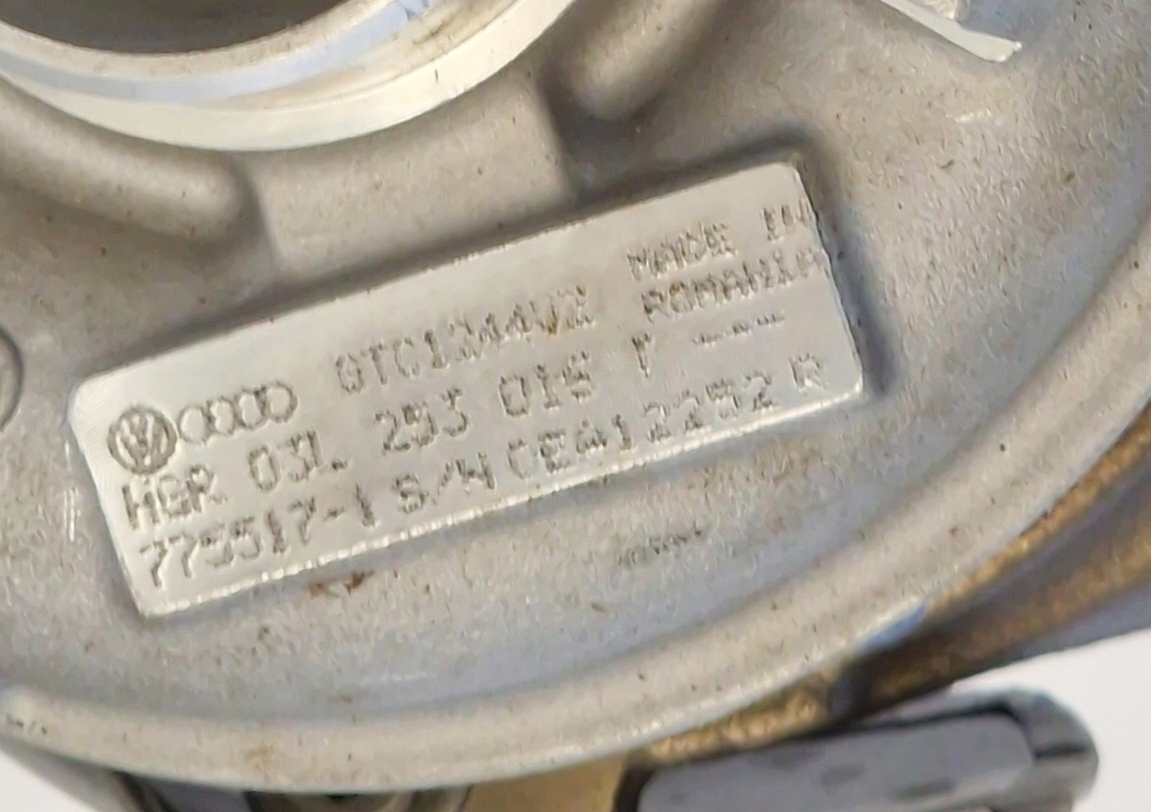 GTC1244VZ MADE IN
ROMANIA
HGR 03L 253 016 T
775517-1 S/N CEA12252 R